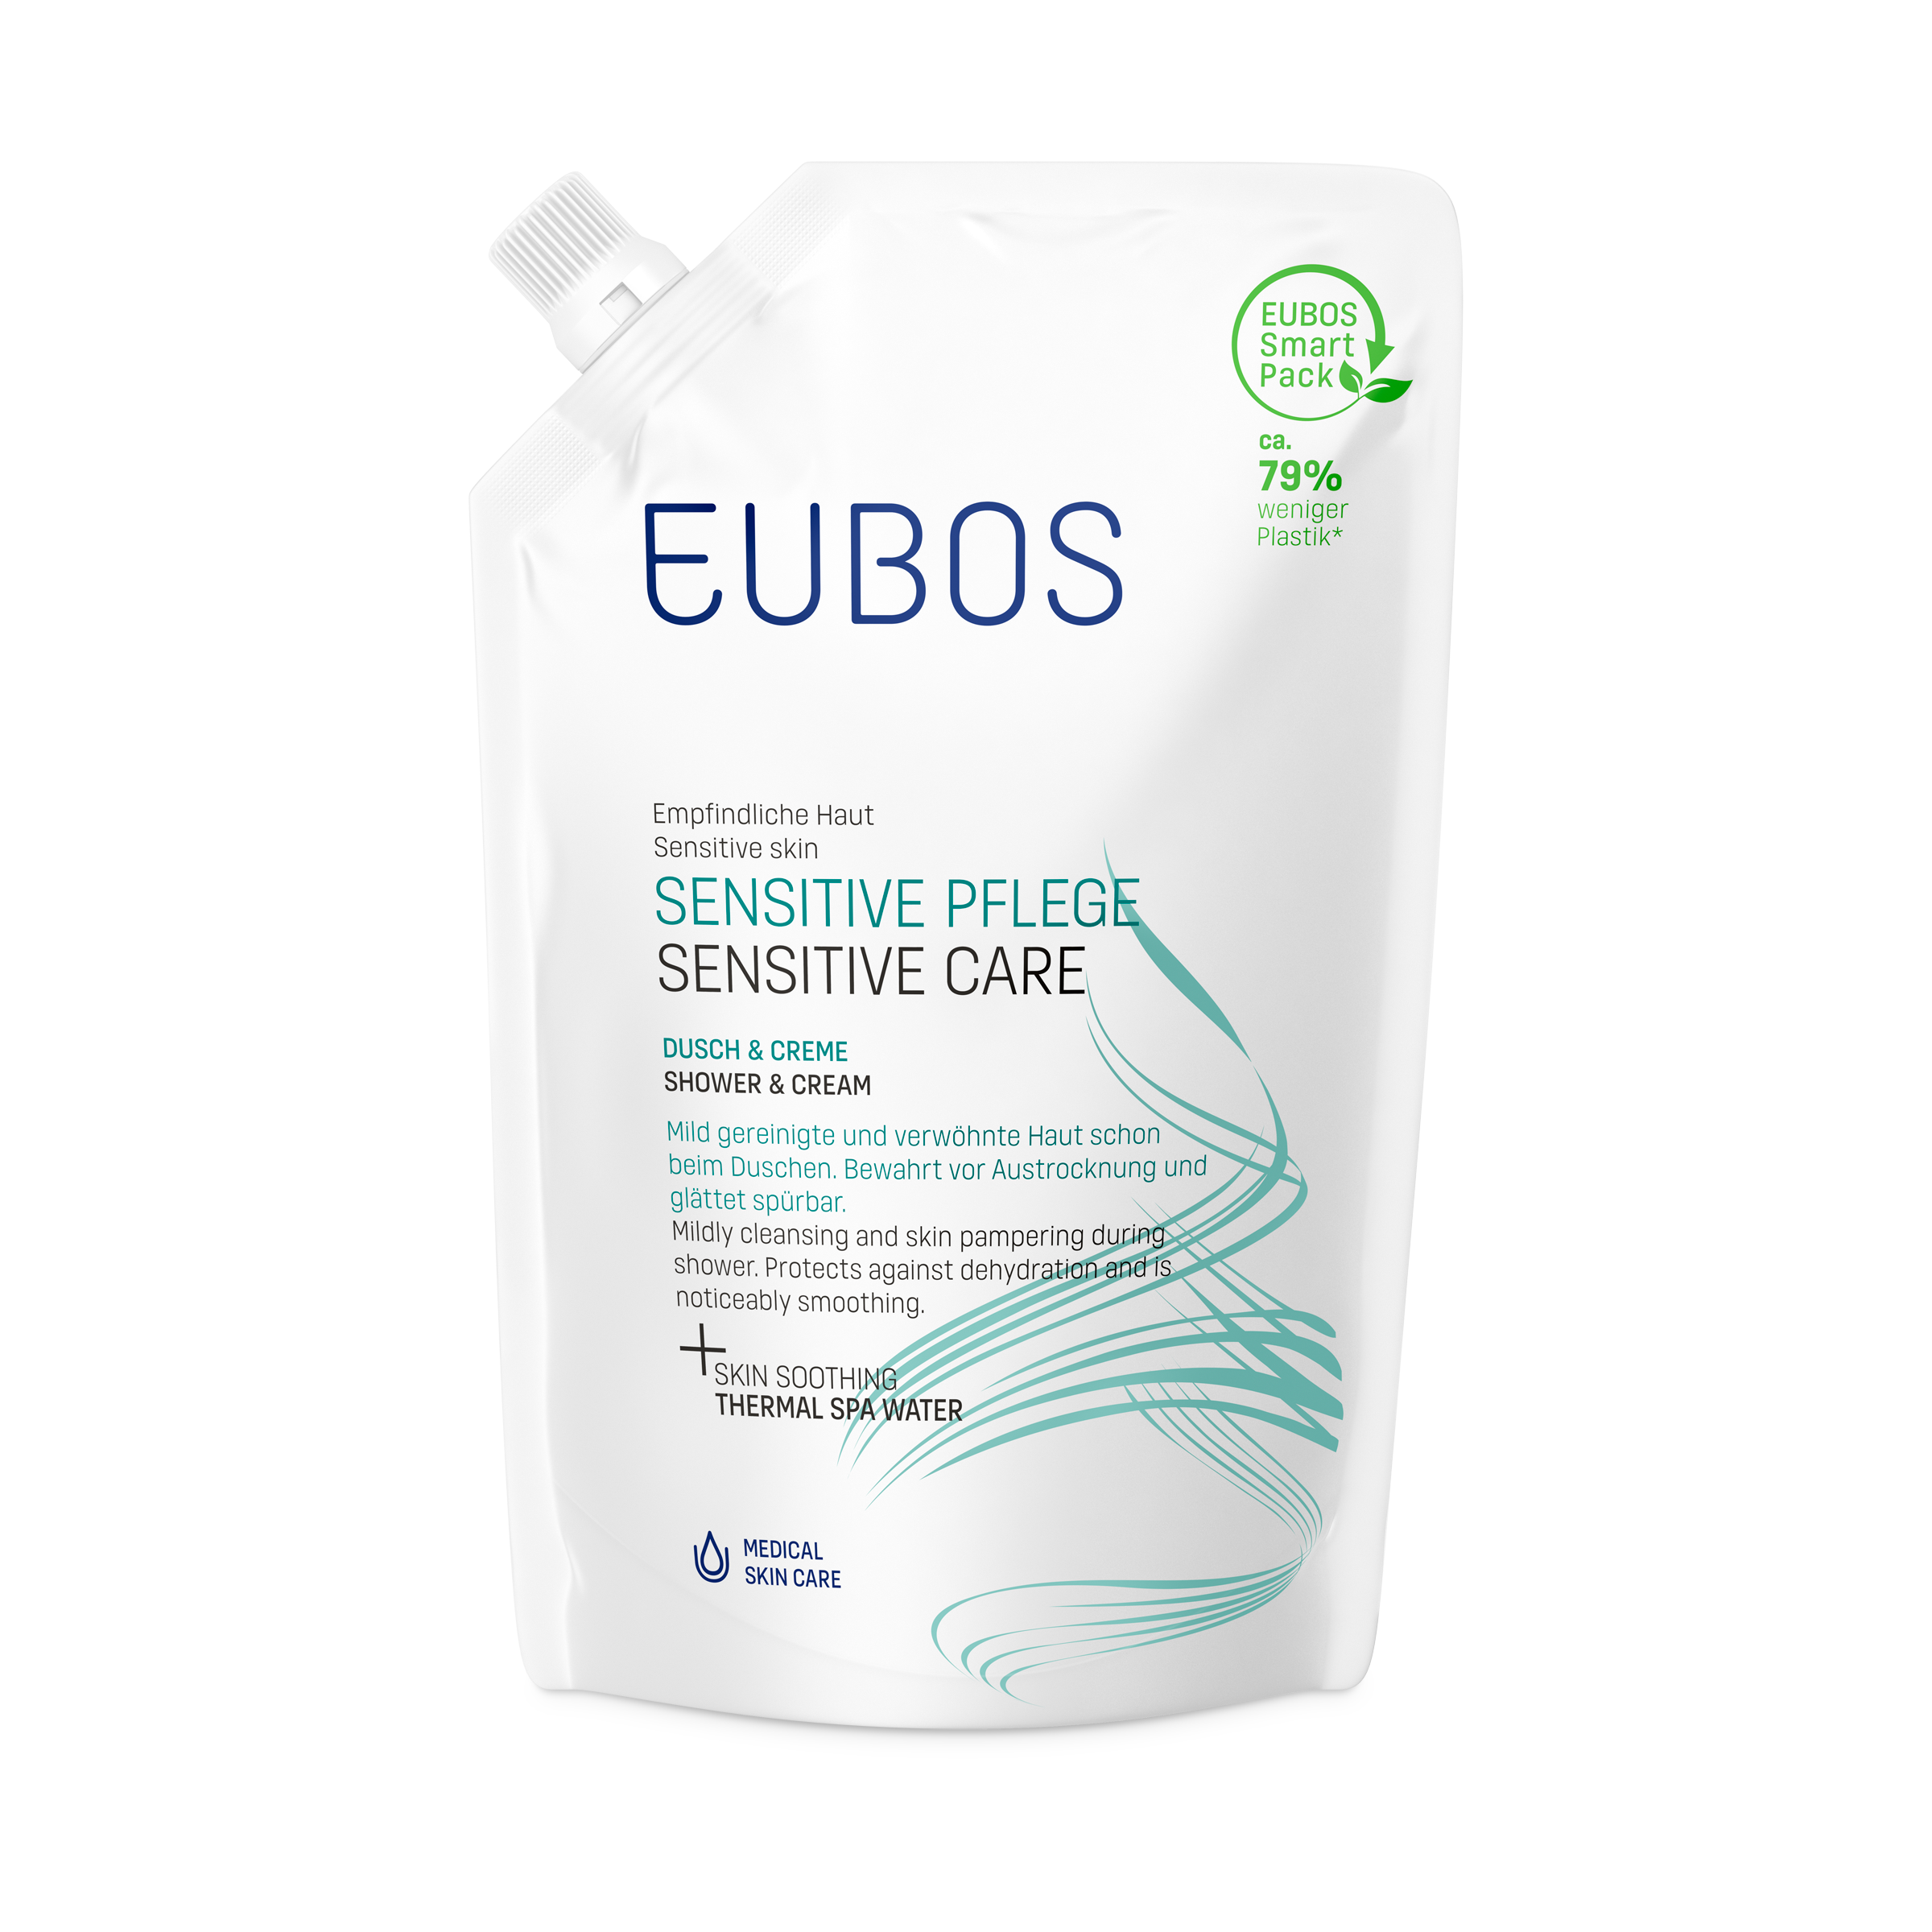 EUBOS
Smart
Pack
ca.
79%
weniger
Plastik*
EUBOS
Empfindliche Haut
Sensitive skin
SENSITIVE PFLEGE
SENSITIVE CARE
DUSCH & CREME
SHOWER & CREAM
Mild gereinigte und verwöhnte Haut schon
beim Duschen. Bewahrt vor Austrocknung und
glättet spürbar.
Mildly cleansing and skin pampering during
shower. Protects against dehydration and is
noticeably smoothing.
+
SKIN SOOTHING
THERMAL SPA WATER
MEDICAL
SKIN CARE